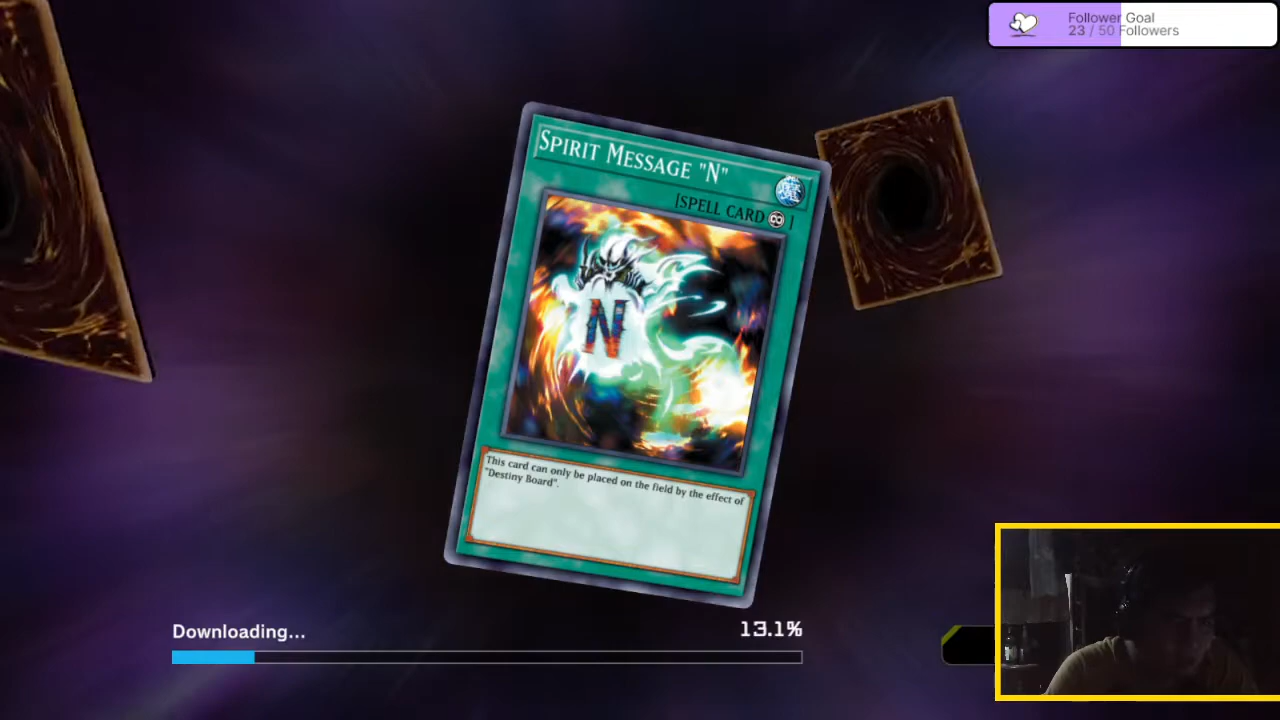 Follower Goal
23 / 50 Followers
SPIRIT MESSAGE "N"
[SPELL CARD ]
N
This card can only be placed on the field by the effect of
"Destiny Board".
Downloading...
13.1%